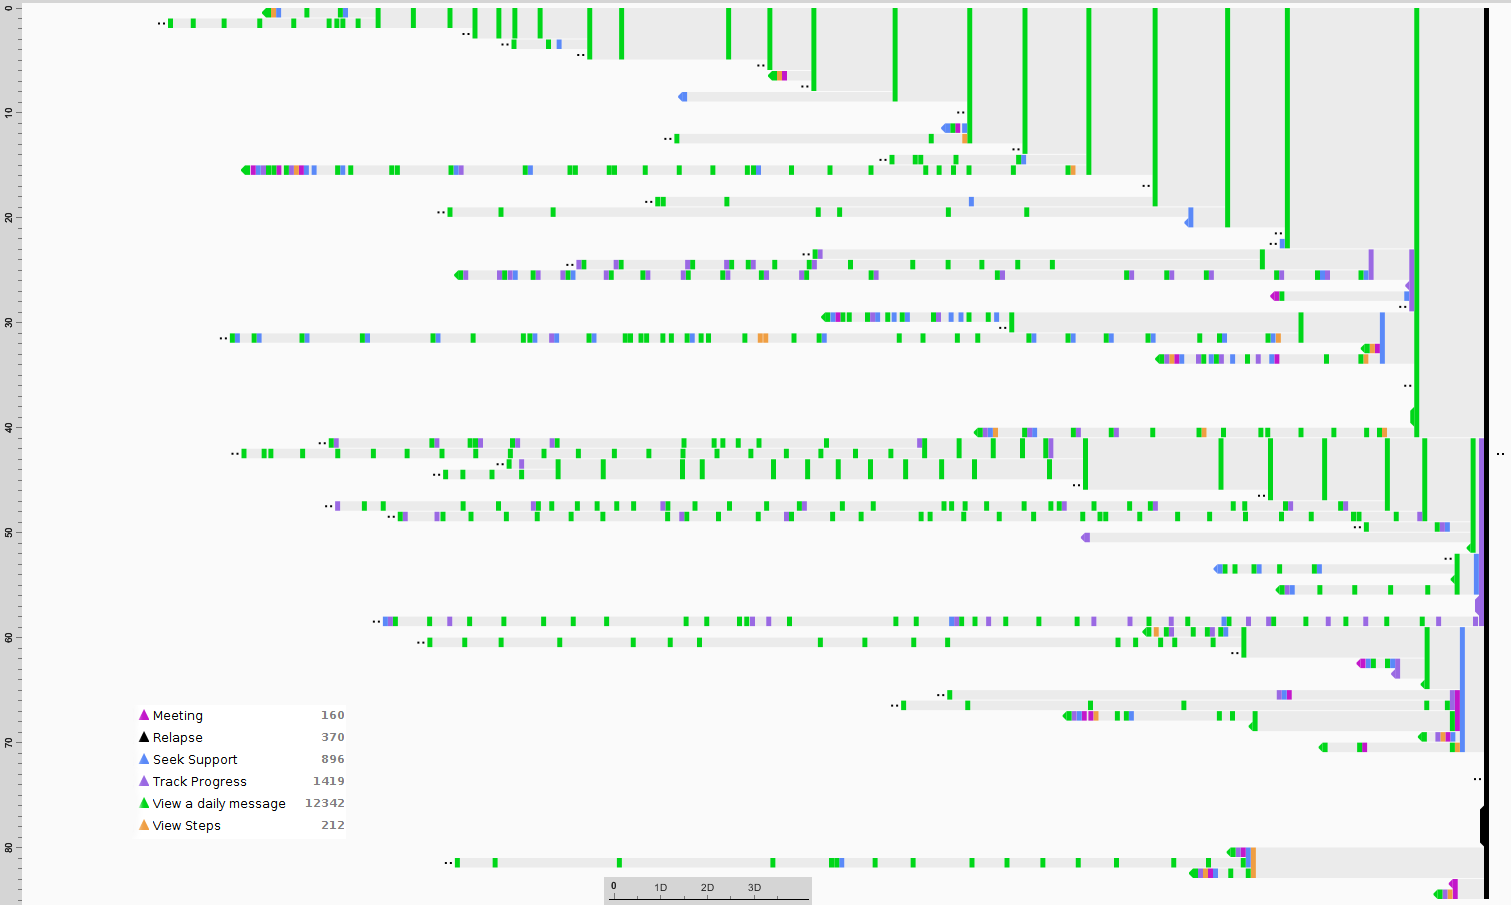 0
10
20
30
40
50
60
70
80
Meeting 160
Relapse 370
Seek Support 896
Track Progress 1419
View a daily message 12342
View Steps 212
0 1D 2D 3D